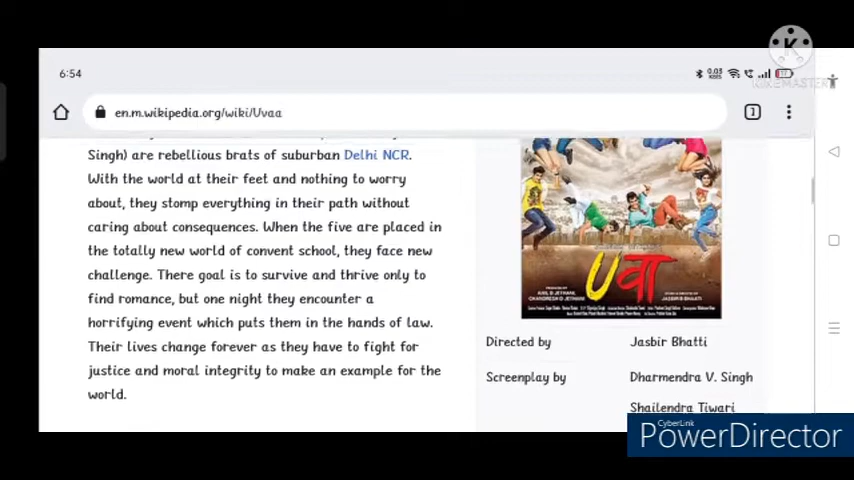 6:54
0.03
KB/S
KINEMASTER
en.m.wikipedia.org/wiki/Uvaa
Singh) are rebellious brats of suburban Delhi NCR.
With the world at their feet and nothing to worry
about, they stomp everything in their path without
caring about consequences. When the five are placed in
the totally new world of convent school, they face new
challenge. There goal is to survive and thrive only to
find romance, but one night they encounter a
horrifying event which puts them in the hands of law.
Their lives change forever as they have to fight for
justice and moral integrity to make an example for the
world.
Uवा
Directed by Jasbir Bhatti
Screenplay by Dharmendra V. Singh
Shailendra Tiwari
CyberLink
PowerDirector